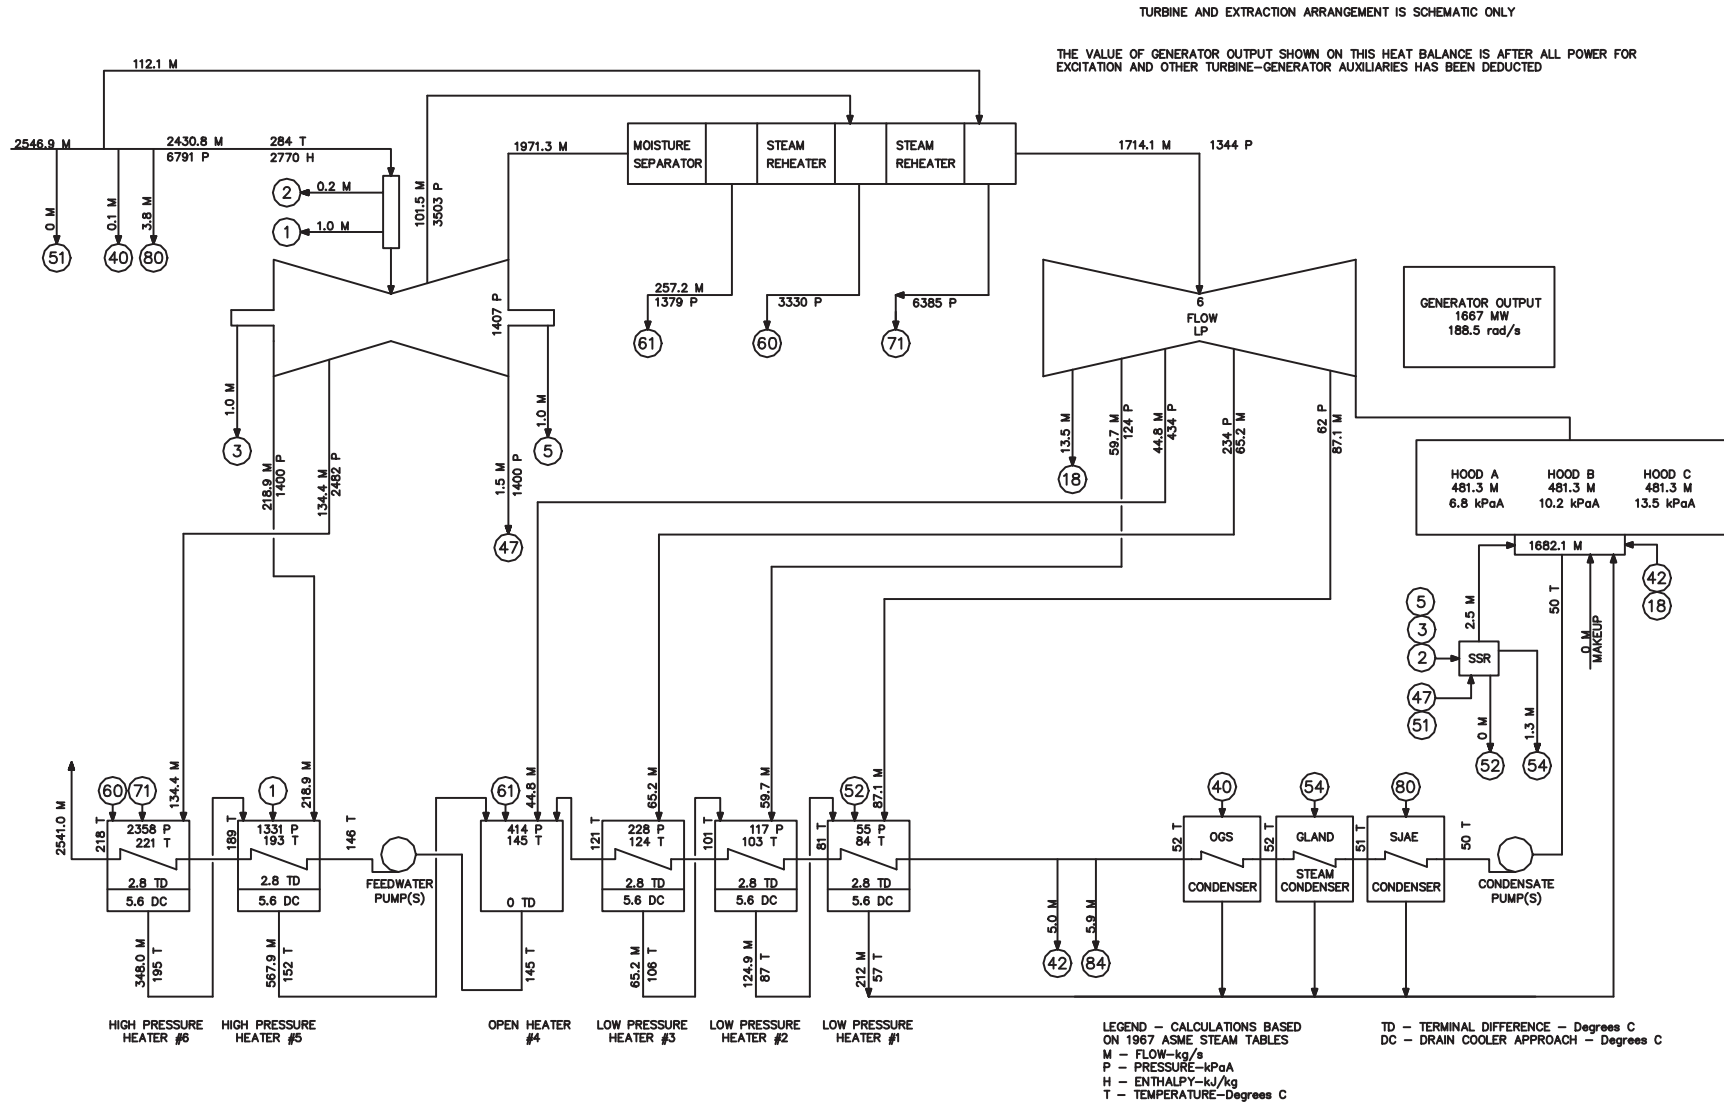 TURBINE AND EXTRACTION ARRANGEMENT IS SCHEMATIC ONLY
THE VALUE OF GENERATOR OUTPUT SHOWN ON THIS HEAT BALANCE IS AFTER ALL POWER FOR
EXCITATION AND OTHER TURBINE-GENERATOR AUXILIARIES HAS BEEN DEDUCTED
112.1 M
2546.9 M
2430.8 M
6791 P
284 T
2770 H
0 M
51
0.1 M
40
3.8 M
80
2
0.2 M
1
1.0 M
101.5 M
3503 P
1971.3 M
MOISTURE
SEPARATOR
STEAM
REHEATER
STEAM
REHEATER
1714.1 M
1344 P
257.2 M
1379 P
61
3330 P
60
6385 P
71
1407 P
6
FLOW
LP
GENERATOR OUTPUT
1667 MW
188.5 rad/s
1.0 M
3
218.9 M
1400 P
134.4 M
2482 P
1.5 M
1400 P
47
1.0 M
5
13.5 M
18
59.7 M
124 P
44.8 M
434 P
234 P
65.2 M
62 P
87.1 M
HOOD A
481.3 M
6.8 kPaA
HOOD B
481.3 M
10.2 kPaA
HOOD C
481.3 M
13.5 kPaA
1682.1 M
42
18
50 T
0 M
MAKEUP
2.5 M
5
3
2
SSR
47
51
0 M
52
1.3 M
54
2541.0 M
218 T
60
71
134.4 M
2358 P
221 T
2.8 TD
5.6 DC
348.0 M
195 T
HIGH PRESSURE
HEATER #6
189 T
1
218.9 M
1331 P
193 T
2.8 TD
5.6 DC
567.9 M
152 T
HIGH PRESSURE
HEATER #5
146 T
FEEDWATER
PUMP(S)
61
44.8 M
414 P
145 T
0 TD
145 T
OPEN HEATER
#4
121 T
65.2 M
228 P
124 T
2.8 TD
5.6 DC
65.2 M
106 T
LOW PRESSURE
HEATER #3
101 T
59.7 M
117 P
103 T
2.8 TD
5.6 DC
124.9 M
87 T
LOW PRESSURE
HEATER #2
81 T
52
87.1 M
55 P
84 T
2.8 TD
5.6 DC
212 M
57 T
LOW PRESSURE
HEATER #1
5.0 M
42
5.9 M
84
52 T
40
OGS
CONDENSER
52 T
54
GLAND
STEAM
CONDENSER
51 T
80
SJAE
CONDENSER
50 T
CONDENSATE
PUMP(S)
LEGEND - CALCULATIONS BASED
ON 1967 ASME STEAM TABLES
M - FLOW-kg/s
P - PRESSURE-kPaA
H - ENTHALPY-kJ/kg
T - TEMPERATURE-Degrees C
TD - TERMINAL DIFFERENCE - Degrees C
DC - DRAIN COOLER APPROACH - Degrees C